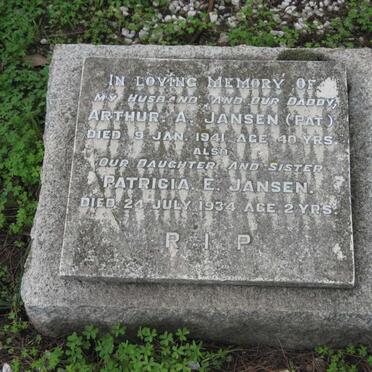 IN LOVING MEMORY OF
MY HUSBAND AND OUR DADDY,
ARTHUR. A. JANSEN (PAT)
DIED. 9 JAN. 1941. AGE 40 YRS.
ALSO
OUR DAUGHTER AND SISTER
PATRICIA. E. JANSEN.
DIED. 24 JULY. 1934 AGE 2 YRS.
R I P